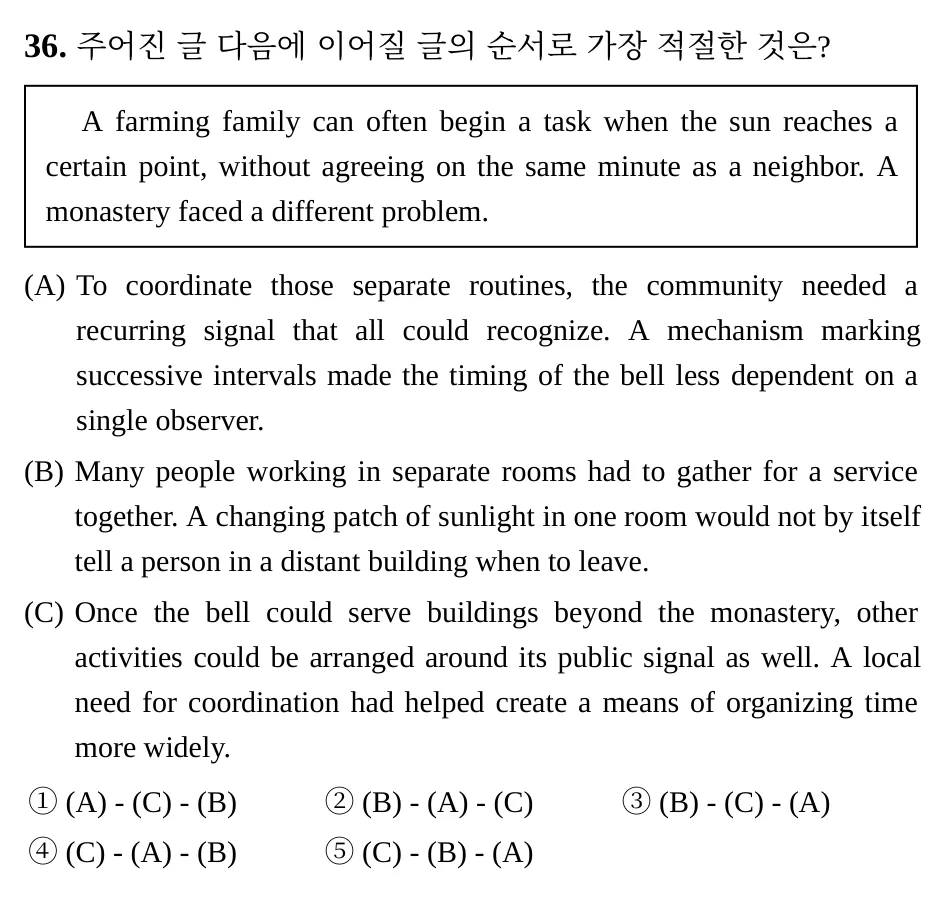 36. 주어진 글 다음에 이어질 글의 순서로 가장 적절한 것은?
A farming family can often begin a task when the sun reaches a
certain point, without agreeing on the same minute as a neighbor. A
monastery faced a different problem.
(A) To coordinate those separate routines, the community needed a
recurring signal that all could recognize. A mechanism marking
successive intervals made the timing of the bell less dependent on a
single observer.
(B) Many people working in separate rooms had to gather for a service
together. A changing patch of sunlight in one room would not by itself
tell a person in a distant building when to leave.
(C) Once the bell could serve buildings beyond the monastery, other
activities could be arranged around its public signal as well. A local
need for coordination had helped create a means of organizing time
more widely.
① (A) - (C) - (B) ② (B) - (A) - (C) ③ (B) - (C) - (A)
④ (C) - (A) - (B) ⑤ (C) - (B) - (A)